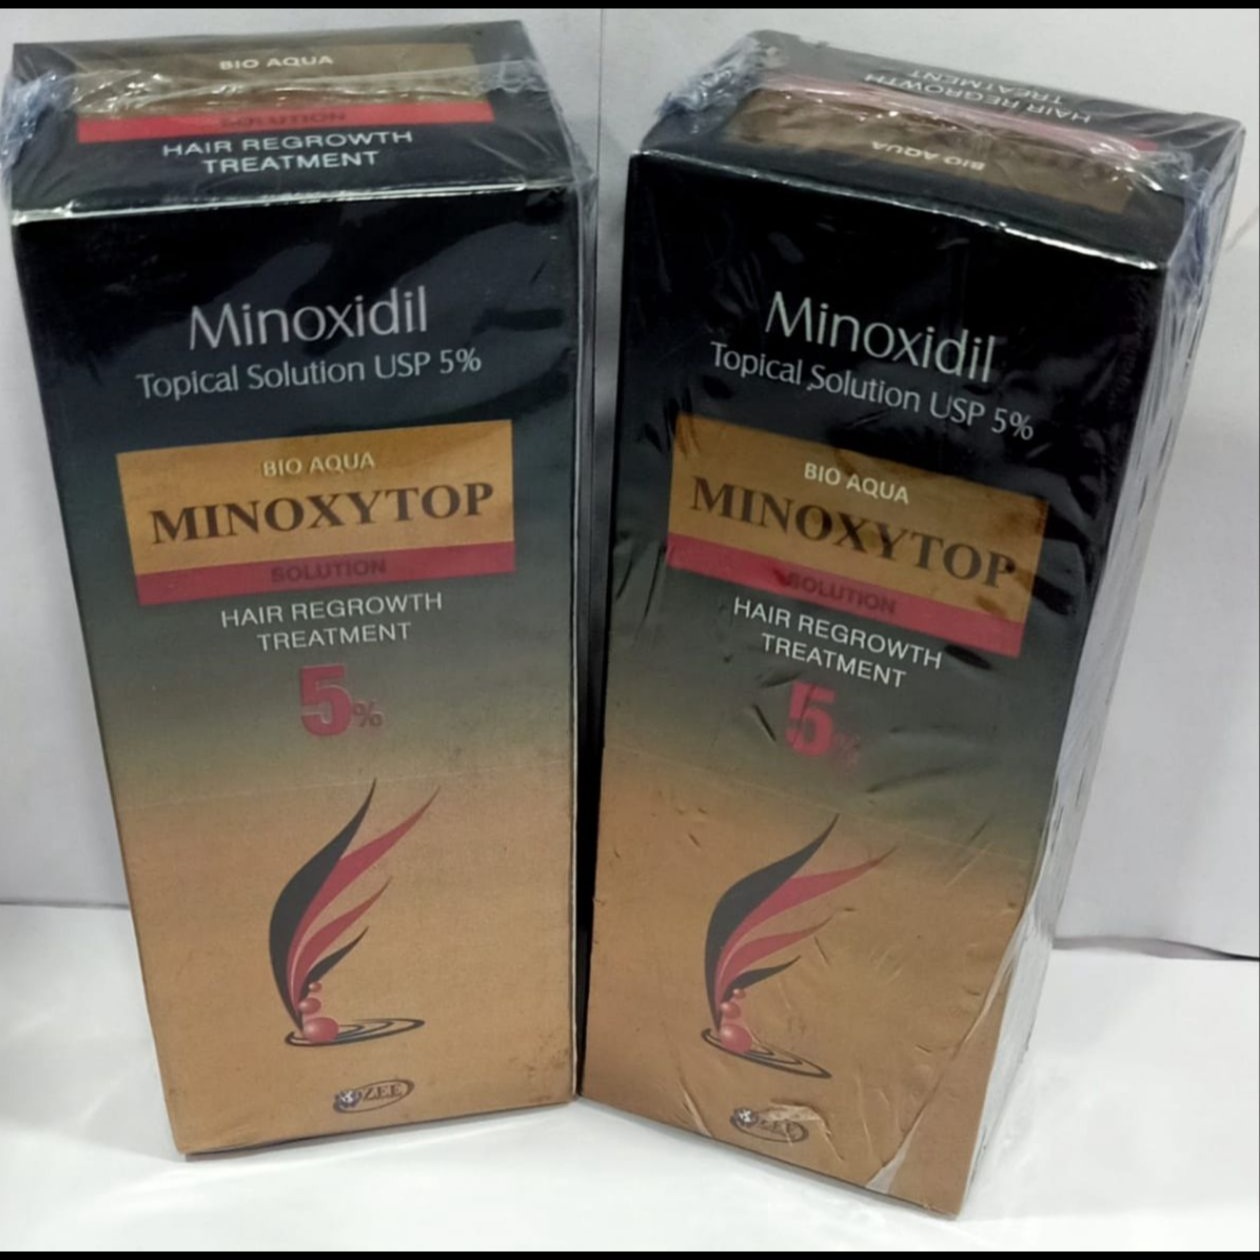 BIO AQUA
SOLUTION
HAIR REGROWTH
TREATMENT
Minoxidil
Topical Solution USP 5%
BIO AQUA
MINOXYTOP
SOLUTION
HAIR REGROWTH
TREATMENT
5%
ZEE
HAIR REGROWTH
TREATMENT
BIO AQUA
Minoxidil
Topical Solution USP 5%
BIO AQUA
MINOXYTOP
SOLUTION
HAIR REGROWTH
TREATMENT
5%
ZEE